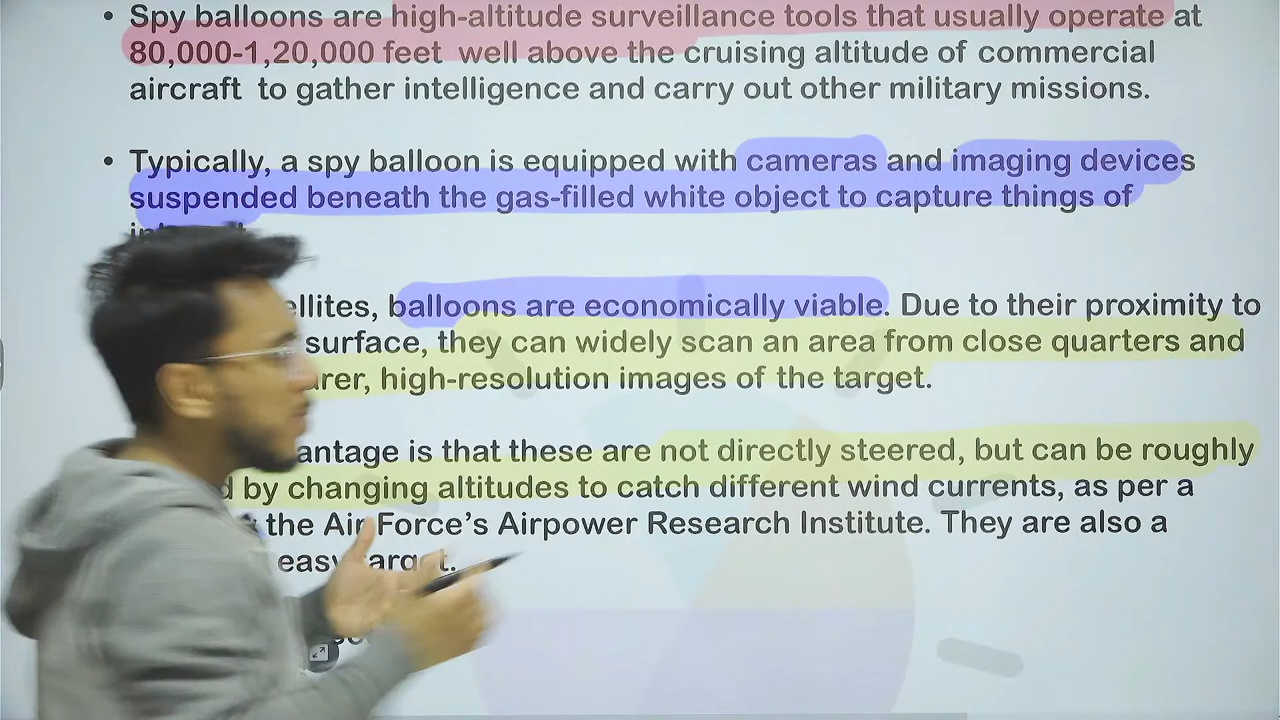 • Spy balloons are high-altitude surveillance tools that usually operate at
80,000-1,20,000 feet well above the cruising altitude of commercial
aircraft to gather intelligence and carry out other military missions.
• Typically, a spy balloon is equipped with cameras and imaging devices
suspended beneath the gas-filled white object to capture things of
balloons are economically viable. Due to their proximity to
surface, they can widely scan an area from close quarters and
high-resolution images of the target.
is that these are not directly steered, but can be roughly
by changing altitudes to catch different wind currents, as per a
the Air Force's Airpower Research Institute. They are also a